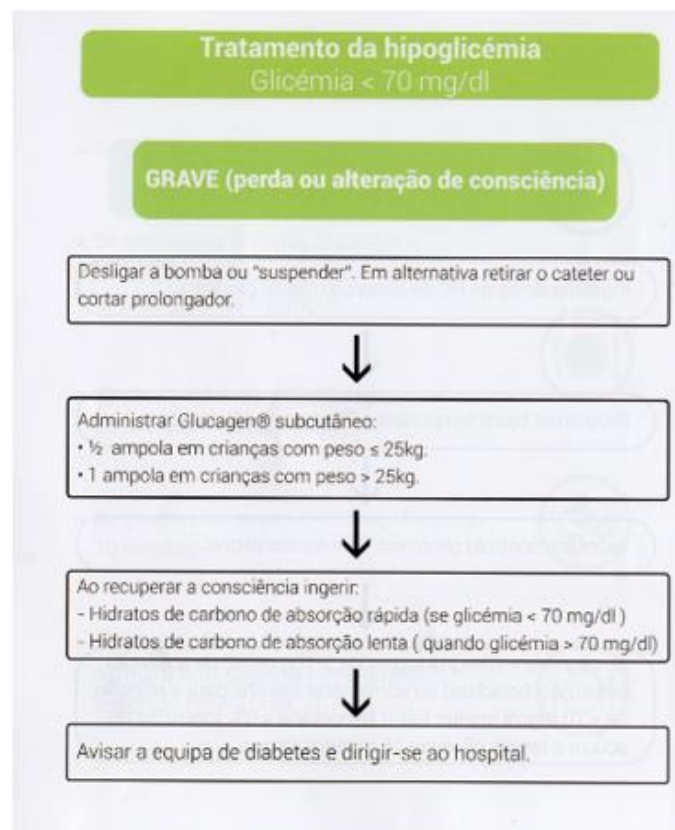 Tratamento da hipoglicémia
Glicémia < 70 mg/dl
GRAVE (perda ou alteração de consciência)
Desligar a bomba ou "suspender". Em alternativa retirar o cateter ou
cortar prolongador.
Administrar Glucagen® subcutâneo:
• ½ ampola em crianças com peso ≤ 25kg.
• 1 ampola em crianças com peso > 25kg.
Ao recuperar a consciência ingerir:
- Hidratos de carbono de absorção rápida (se glicémia < 70 mg/dl )
- Hidratos de carbono de absorção lenta ( quando glicémia > 70 mg/dl)
Avisar a equipa de diabetes e dirigir-se ao hospital.